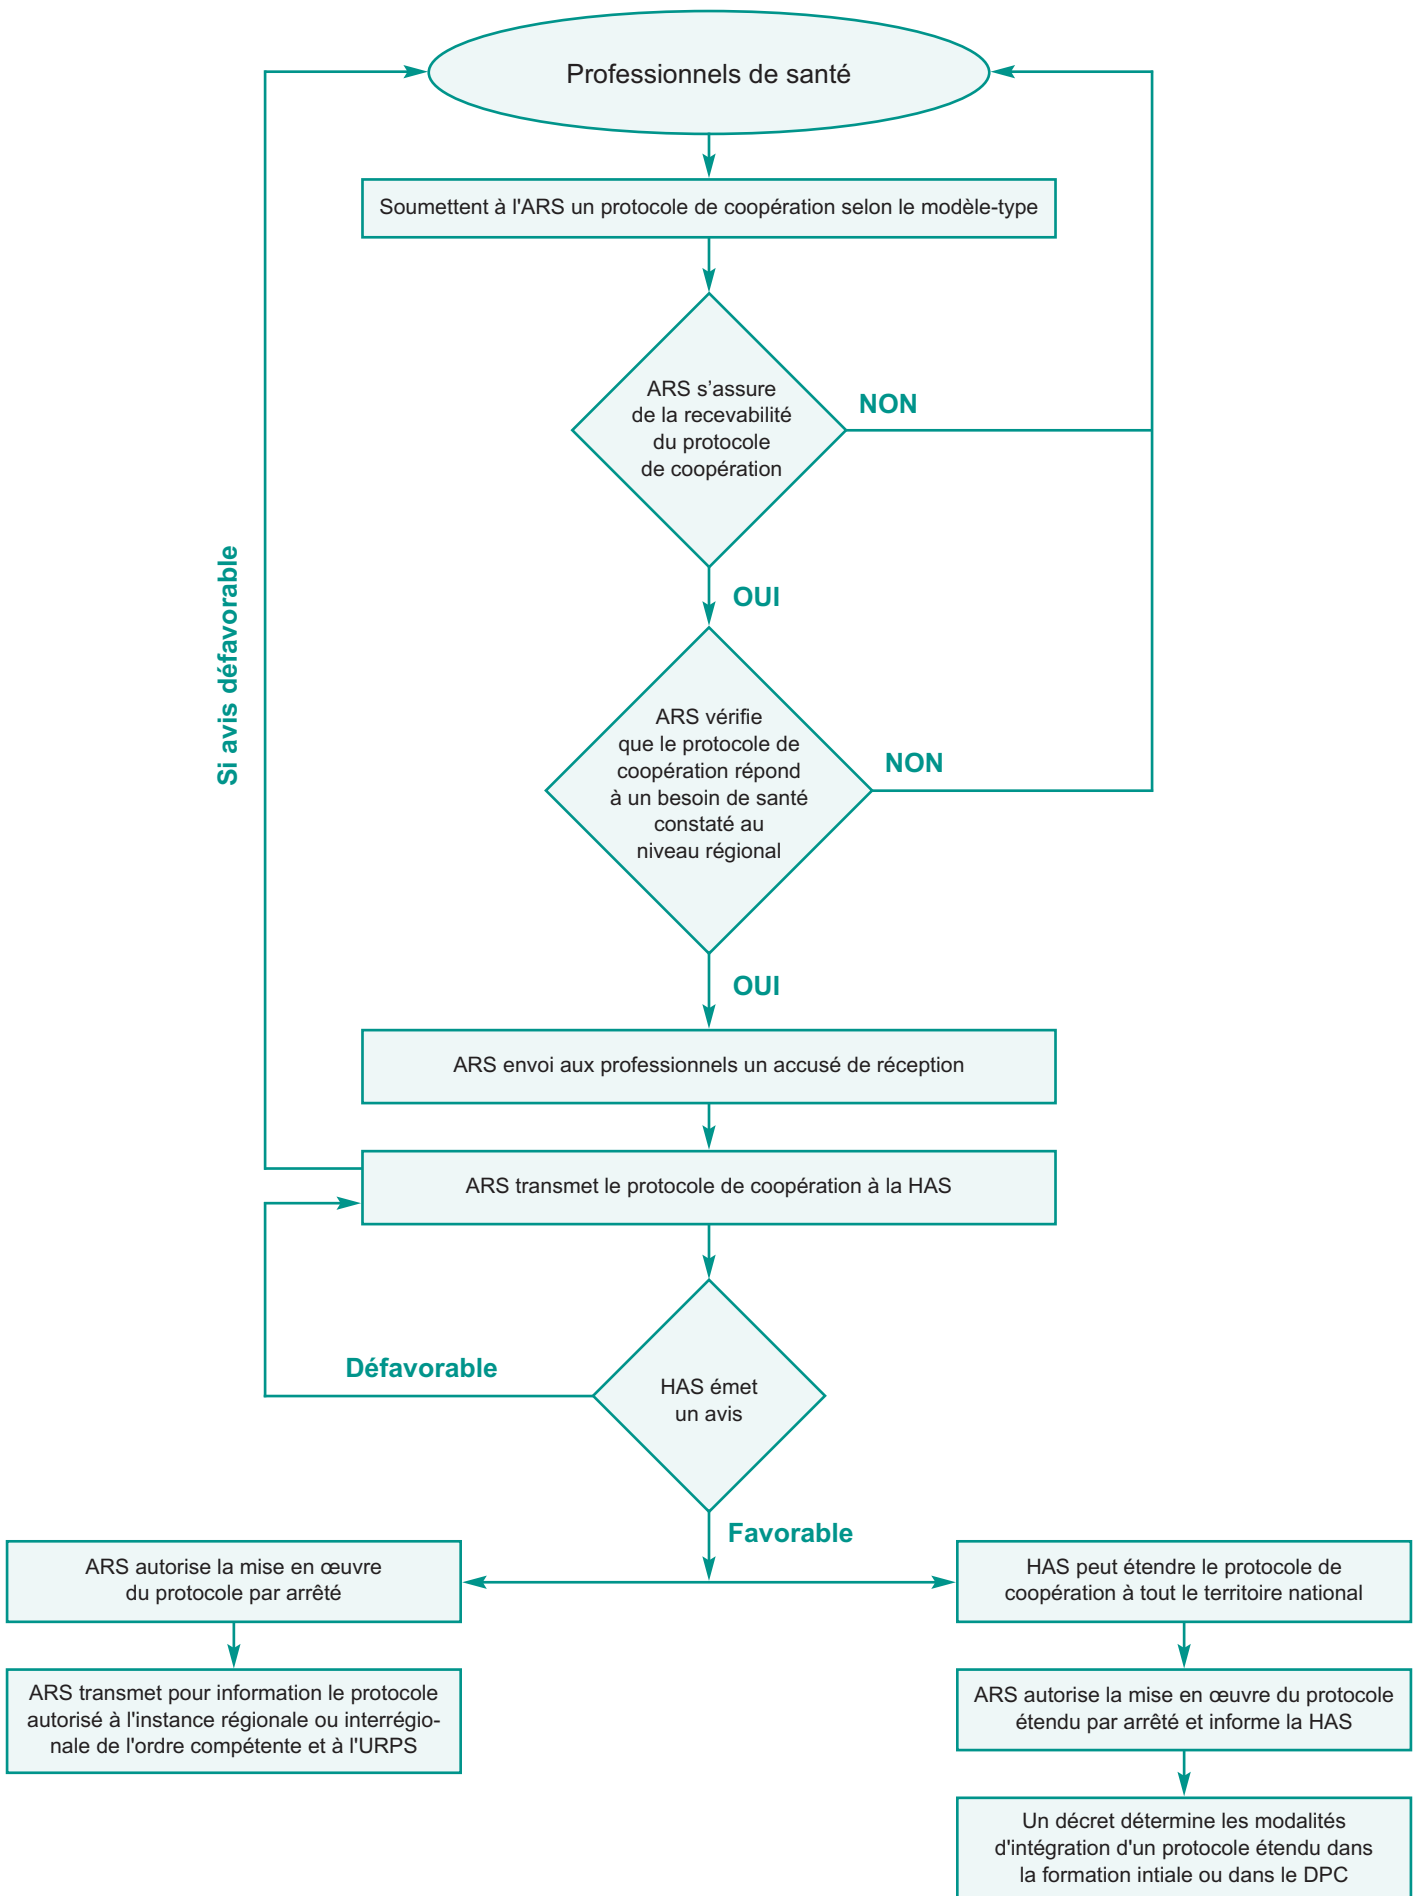 Professionnels de santé
Soumettent à l'ARS un protocole de coopération selon le modèle-type
ARS s’assure
de la recevabilité
du protocole
de coopération
NON
OUI
Si avis défavorable
ARS vérifie
que le protocole de
coopération répond
à un besoin de santé
constaté au
niveau régional
NON
OUI
ARS envoi aux professionnels un accusé de réception
ARS transmet le protocole de coopération à la HAS
Défavorable
HAS émet
un avis
Favorable
ARS autorise la mise en œuvre
du protocole par arrêté
ARS transmet pour information le protocole
autorisé à l'instance régionale ou interrégio-
nale de l'ordre compétente et à l'URPS
HAS peut étendre le protocole de
coopération à tout le territoire national
ARS autorise la mise en œuvre du protocole
étendu par arrêté et informe la HAS
Un décret détermine les modalités
d'intégration d'un protocole étendu dans
la formation intiale ou dans le DPC